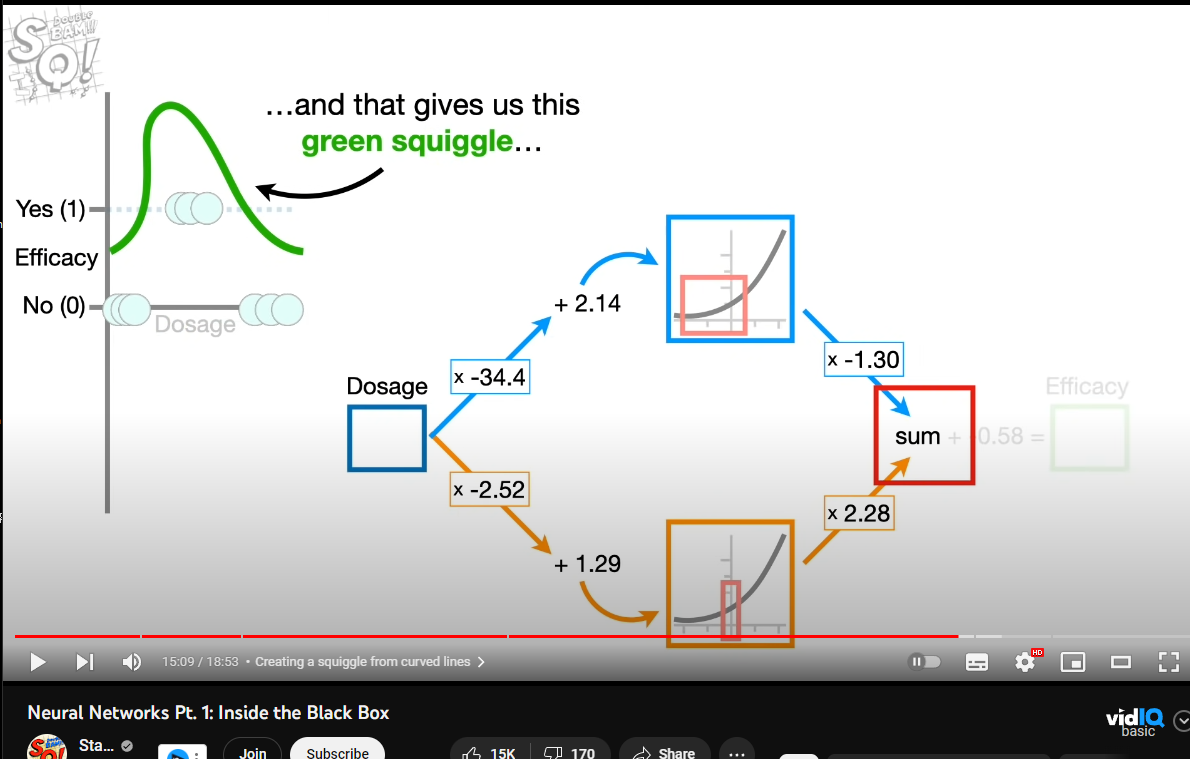 DOUBLE
BAM!!!
SQ!
...and that gives us this
green squiggle...
Yes (1)
Efficacy
No (0)
Dosage
+ 2.14
x -34.4
x -1.30
Dosage
Efficacy
sum + -0.58 =
x -2.52
x 2.28
+ 1.29
15:09 / 18:53 • Creating a squiggle from curved lines >
HD
Neural Networks Pt. 1: Inside the Black Box
vidIQ
basic
Sta...
Join
Subscribe
15K
170
Share
...